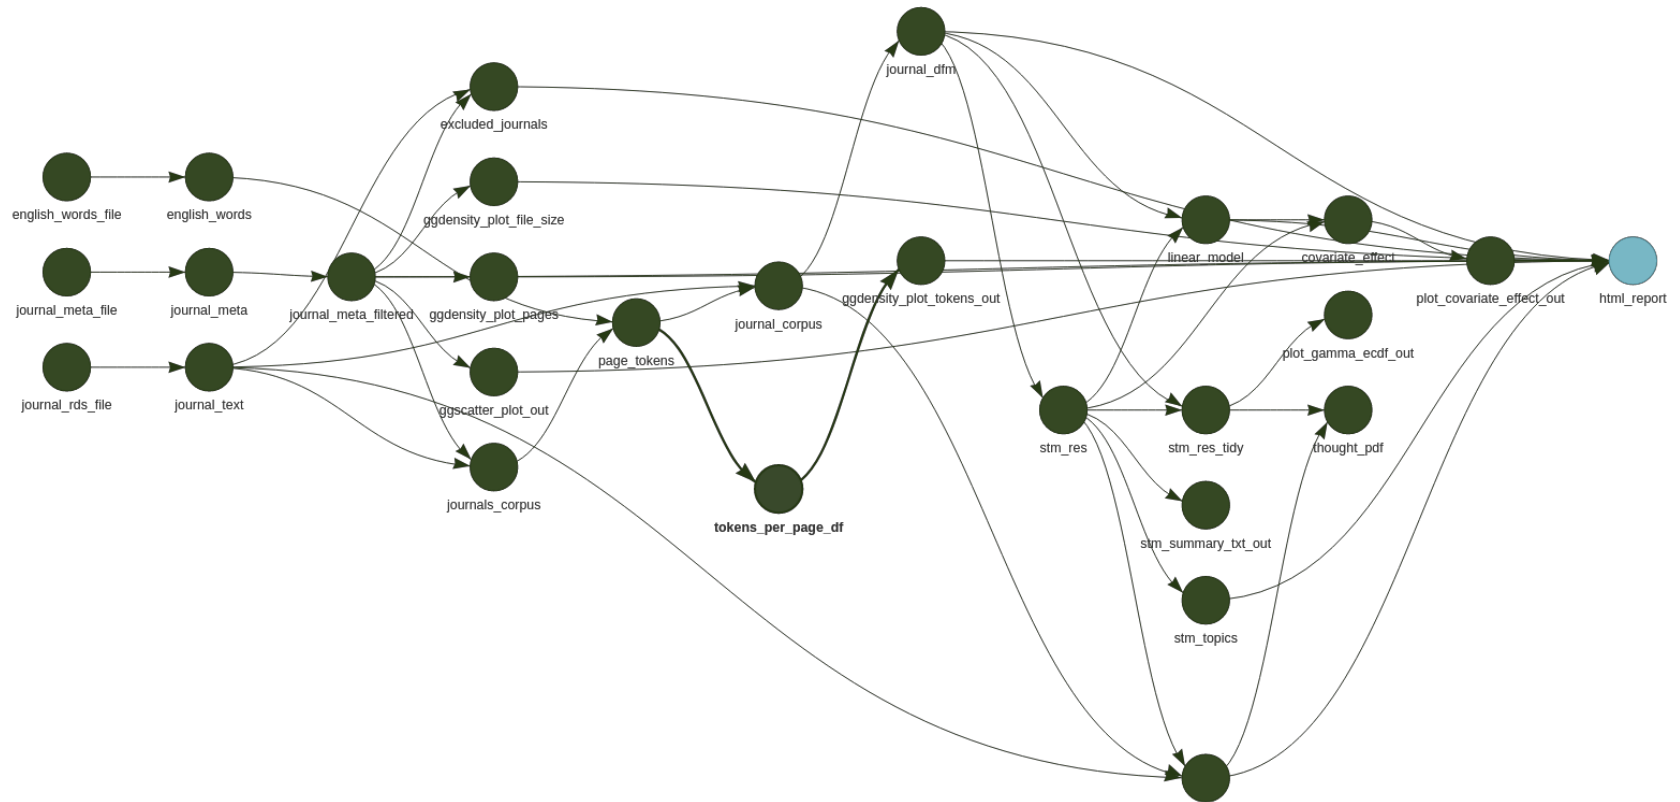 journal_dfm
excluded_journals
english_words_file
english_words
ggdensity_plot_file_size
linear_model
covariate_effect
journal_meta_file
journal_meta
journal_meta_filtered
ggdensity_plot_pages
journal_corpus
ggdensity_plot_tokens_out
plot_covariate_effect_out
html_report
page_tokens
plot_gamma_ecdf_out
journal_rds_file
journal_text
ggscatter_plot_out
stm_res
stm_res_tidy
thought_pdf
journals_corpus
tokens_per_page_df
stm_summary_txt_out
stm_topics